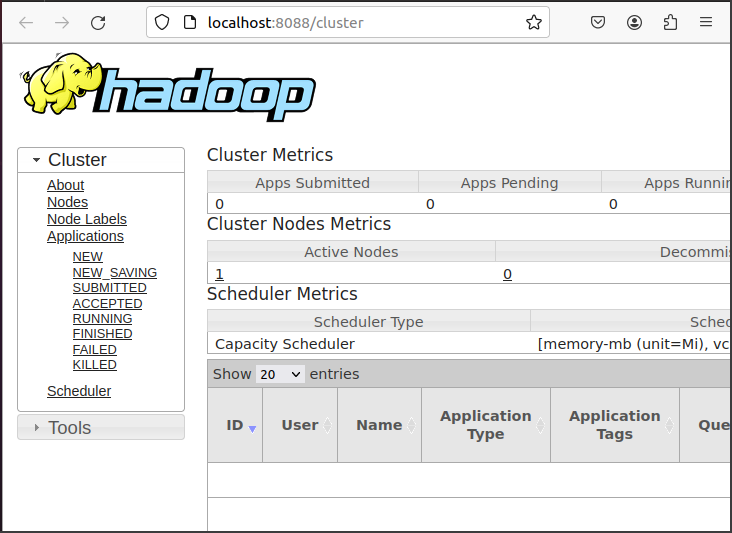 localhost:8088/cluster
hadoop
Cluster
About
Nodes
Node Labels
Applications
NEW
NEW_SAVING
SUBMITTED
ACCEPTED
RUNNING
FINISHED
FAILED
KILLED
Scheduler
Tools
Cluster Metrics
Apps Submitted Apps Pending Apps Runnin
0 0 0
Cluster Nodes Metrics
Active Nodes Decommis
1 0
Scheduler Metrics
Scheduler Type Sched
Capacity Scheduler [memory-mb (unit=Mi), vc
Show 20 entries
ID User Name Application Type Application Tags Que